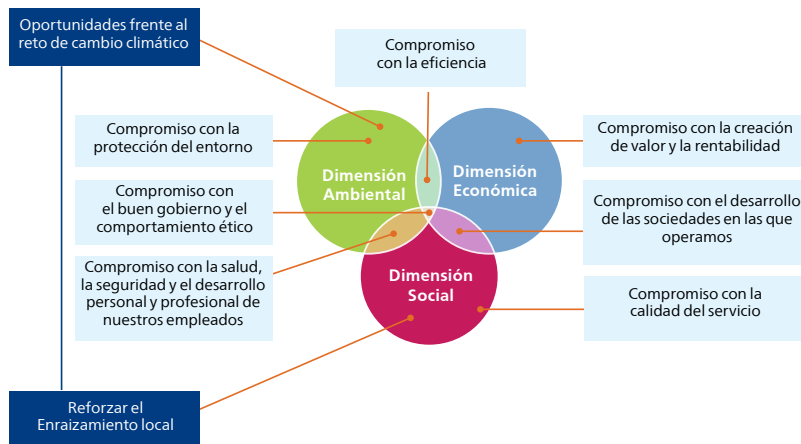 Oportunidades frente al
reto de cambio climático
Compromiso
con la eficiencia
Compromiso con la
protección del entorno
Compromiso con la creación
de valor y la rentabilidad
Dimensión
Ambiental
Dimensión
Económica
Compromiso con
el buen gobierno y el
comportamiento ético
Compromiso con el desarrollo
de las sociedades en las que
operamos
Compromiso con la salud,
la seguridad y el desarrollo
personal y profesional de
nuestros empleados
Dimensión
Social
Compromiso con la
calidad del servicio
Reforzar el
Enraizamiento local